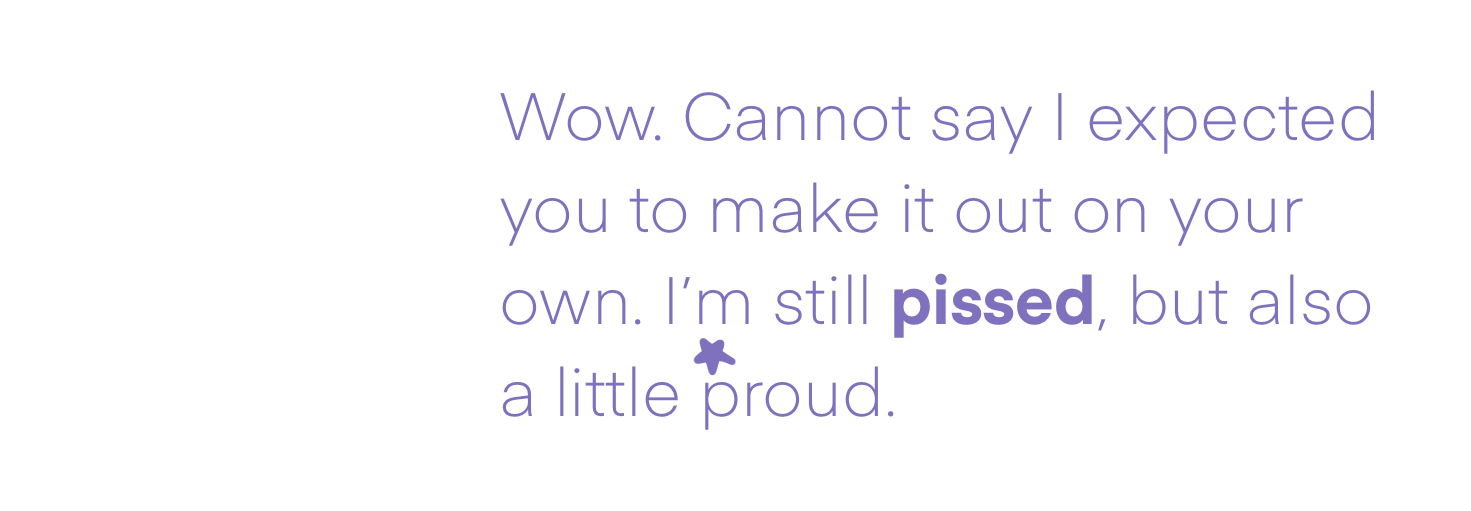 Wow. Cannot say I expected
you to make it out on your
own. I’m still pissed, but also
a little proud.